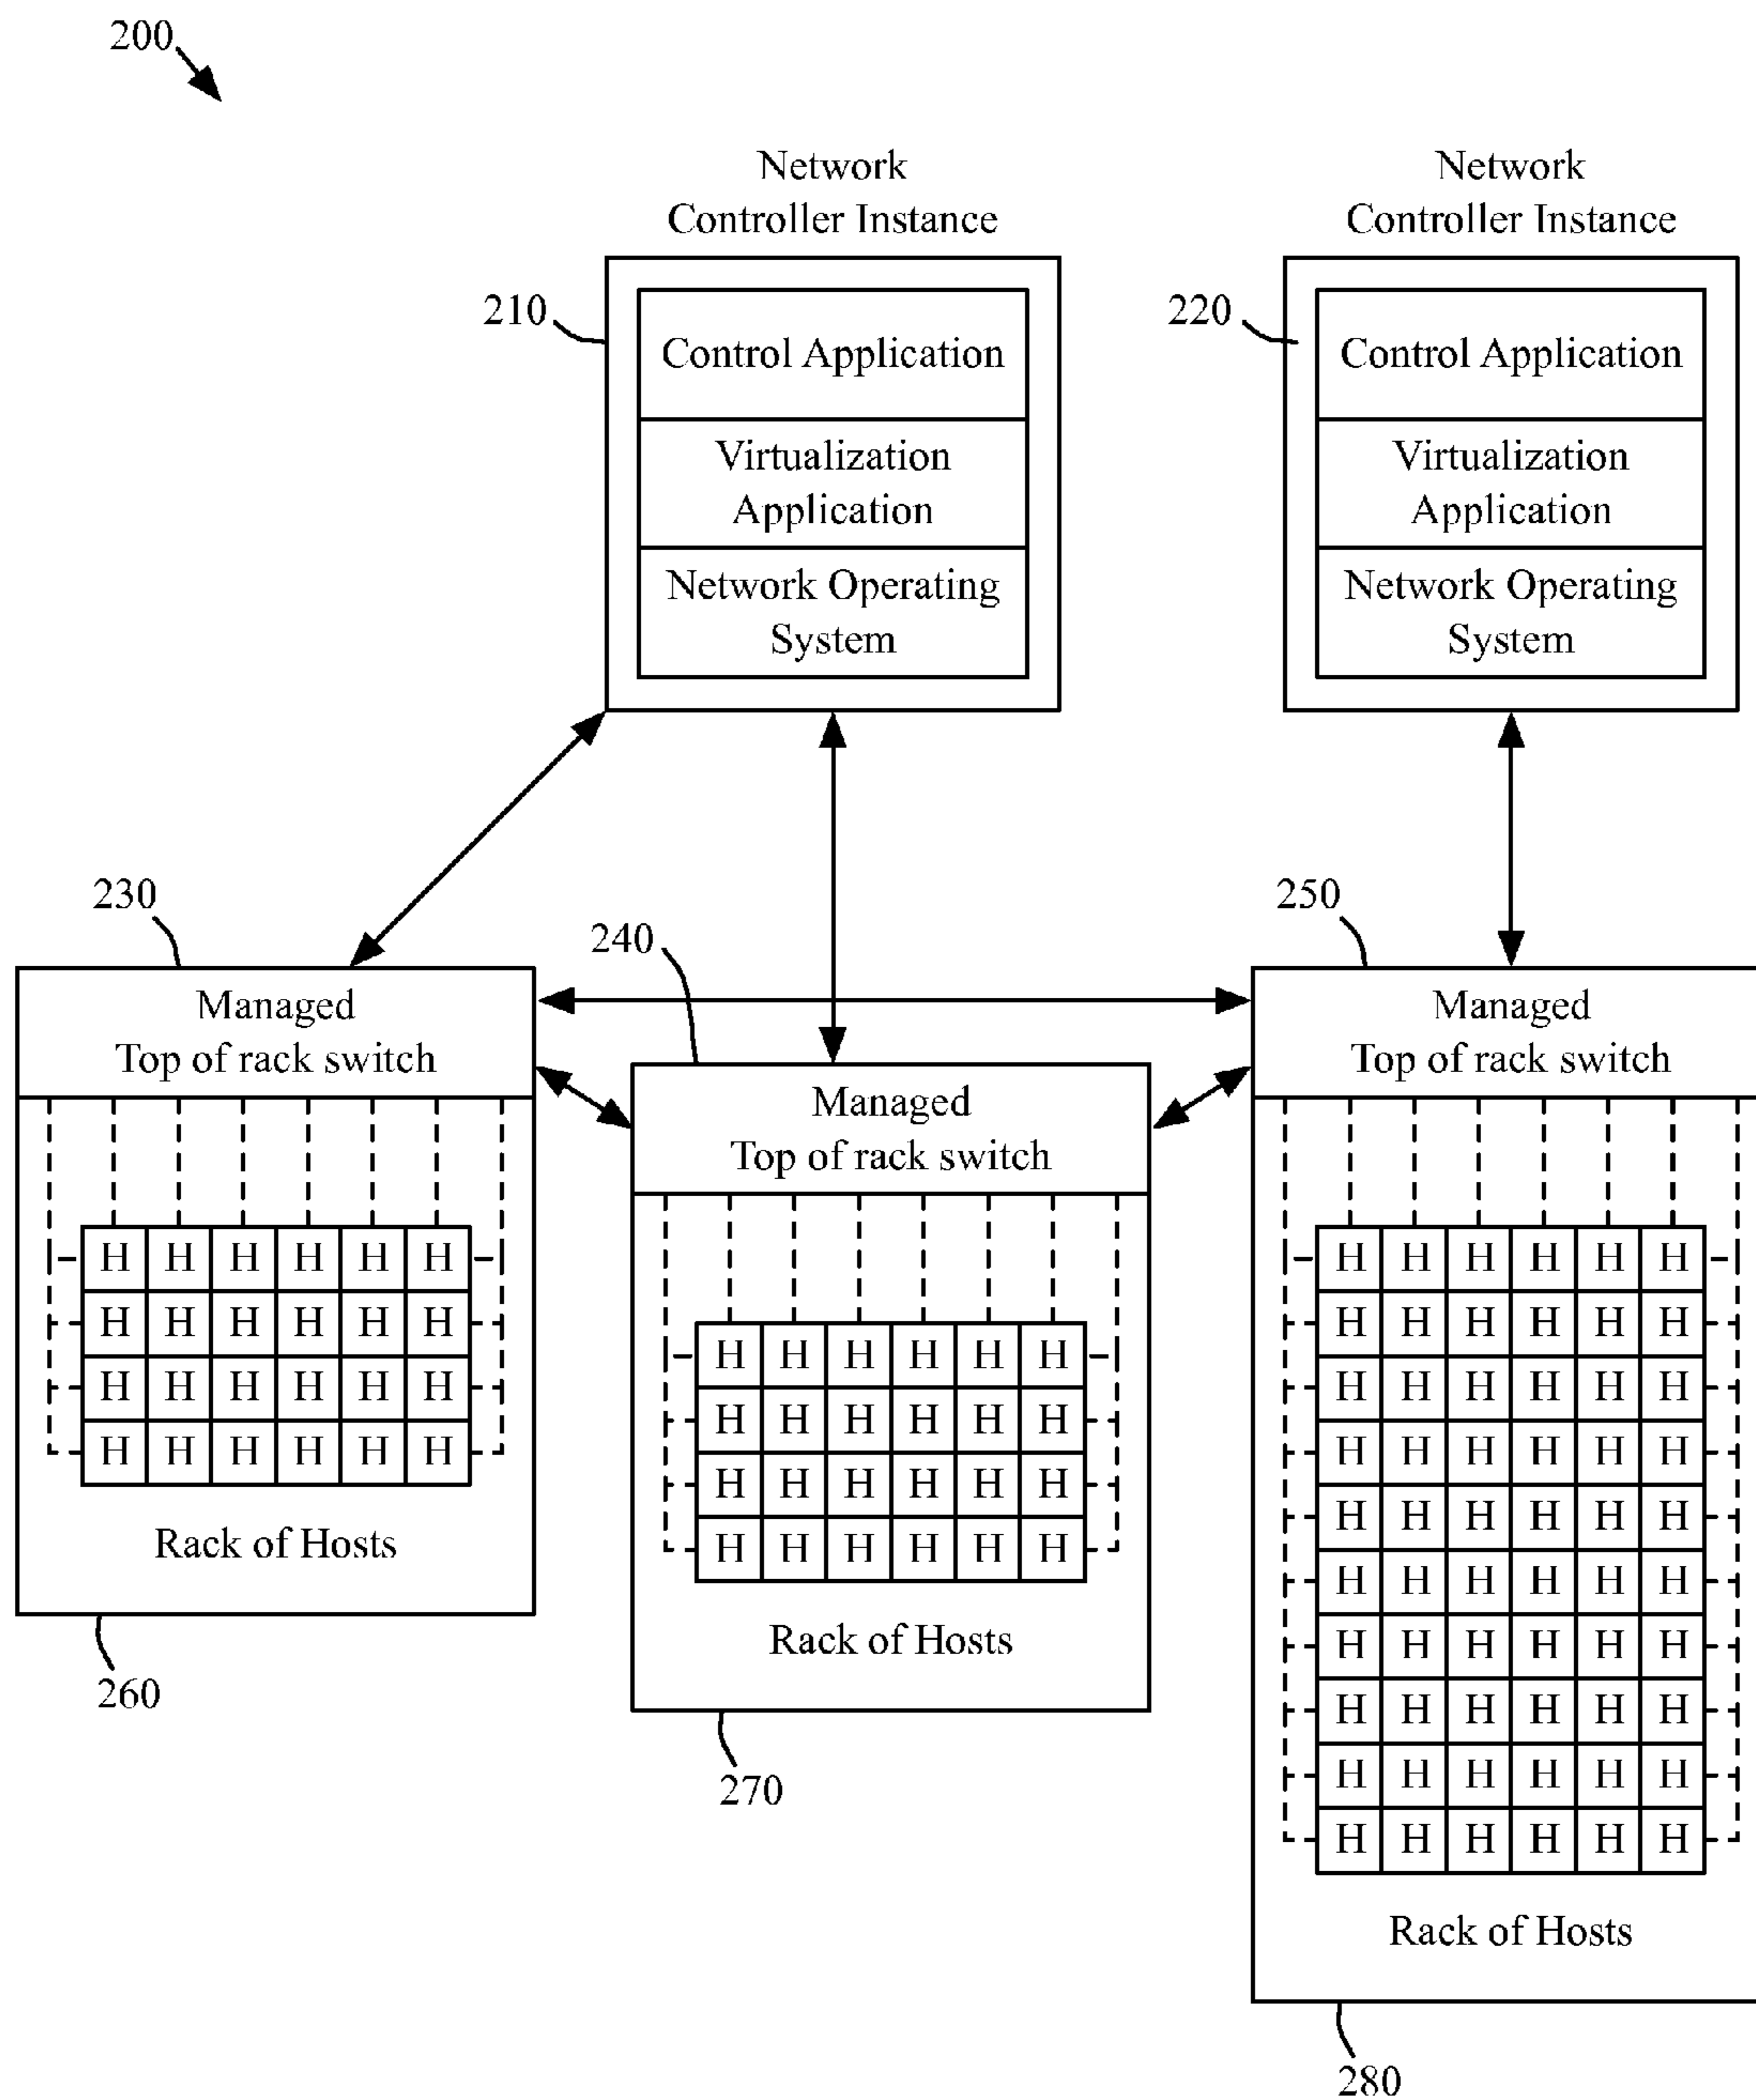 200
Network
Controller Instance
210
Control Application
Virtualization
Application
Network Operating
System
Network
Controller Instance
220
Control Application
Virtualization
Application
Network Operating
System
230
Managed
Top of rack switch
H H H H H H
H H H H H H
H H H H H H
H H H H H H
Rack of Hosts
260
240
Managed
Top of rack switch
H H H H H H
H H H H H H
H H H H H H
H H H H H H
Rack of Hosts
270
250
Managed
Top of rack switch
H H H H H H
H H H H H H
H H H H H H
H H H H H H
H H H H H H
H H H H H H
H H H H H H
H H H H H H
H H H H H H
H H H H H H
Rack of Hosts
280